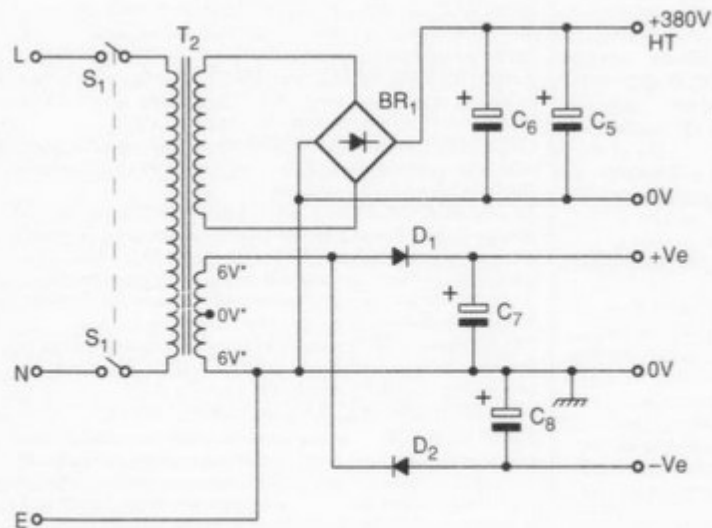 +380V
HT
L
S₁
T₂
BR₁
+
C₆
+
C₅
0V
D₁
+Ve
6V*
0V*
6V*
+
C₇
S₁
N
0V
+
C₈
D₂
−Ve
E